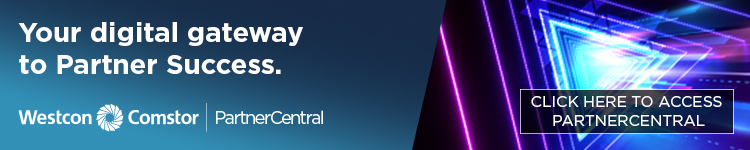 Your digital gateway
to Partner Success.
Westcon Comstor PartnerCentral
CLICK HERE TO ACCESS
PARTNERCENTRAL